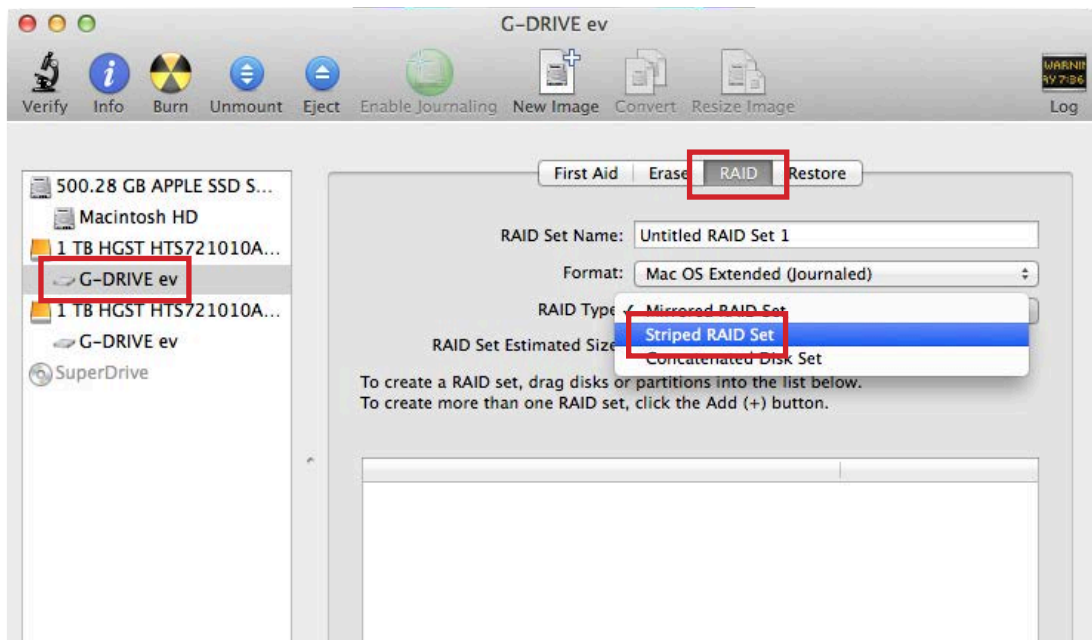 G-DRIVE ev
Verify Info Burn Unmount Eject Enable Journaling New Image Convert Resize Image Log
WARNIN
AY 7:36
First Aid Erase RAID Restore
500.28 GB APPLE SSD S...
Macintosh HD
1 TB HGST HTS721010A...
G-DRIVE ev
1 TB HGST HTS721010A...
G-DRIVE ev
SuperDrive
RAID Set Name: Untitled RAID Set 1
Format: Mac OS Extended (Journaled)
RAID Type ✓ Mirrored RAID Set
Striped RAID Set
RAID Set Estimated Size Concatenated Disk Set
To create a RAID set, drag disks or partitions into the list below.
To create more than one RAID set, click the Add (+) button.